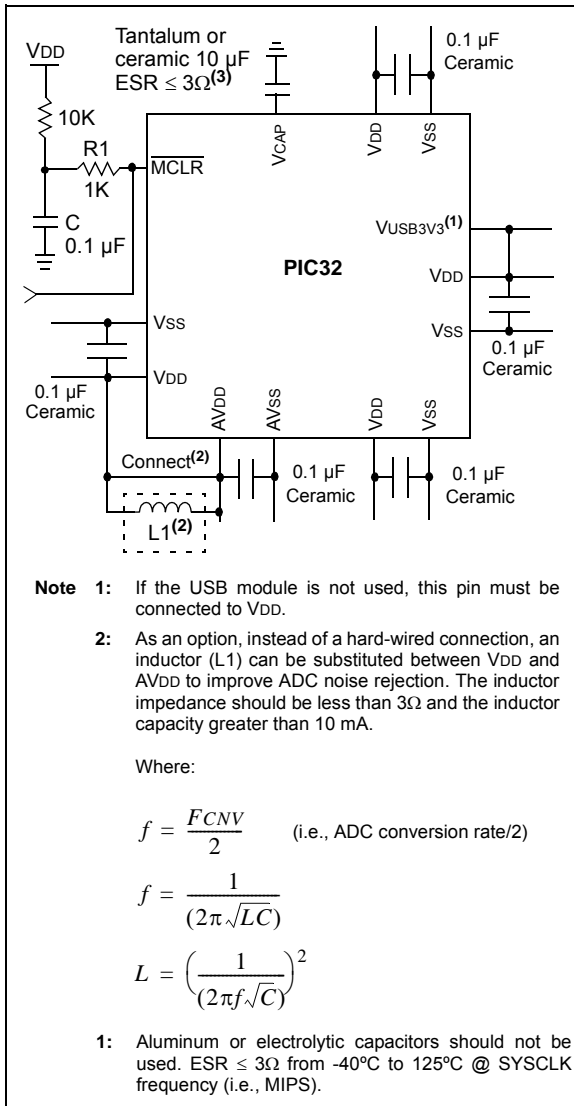 Tantalum or
ceramic 10 µF
ESR ≤ 3Ω(3)
0.1 µF
Ceramic
VDD
10K
R1
1K
C
0.1 µF
MCLR
VCAP
VDD
VSS
VUSB3V3(1)
VDD
VSS
PIC32
0.1 µF
Ceramic
VSS
VDD
0.1 µF
Ceramic
AVDD
AVSS
VDD
VSS
Connect(2)
L1(2)
0.1 µF
Ceramic
0.1 µF
Ceramic
Note 1: If the USB module is not used, this pin must be
connected to VDD.
2: As an option, instead of a hard-wired connection, an
inductor (L1) can be substituted between VDD and
AVDD to improve ADC noise rejection. The inductor
impedance should be less than 3Ω and the inductor
capacity greater than 10 mA.
Where:
f = FCNV / 2 (i.e., ADC conversion rate/2)
f = 1 / (2π√LC)
L = (1 / (2πf√C))²
1: Aluminum or electrolytic capacitors should not be
used. ESR ≤ 3Ω from -40ºC to 125ºC @ SYSCLK
frequency (i.e., MIPS).